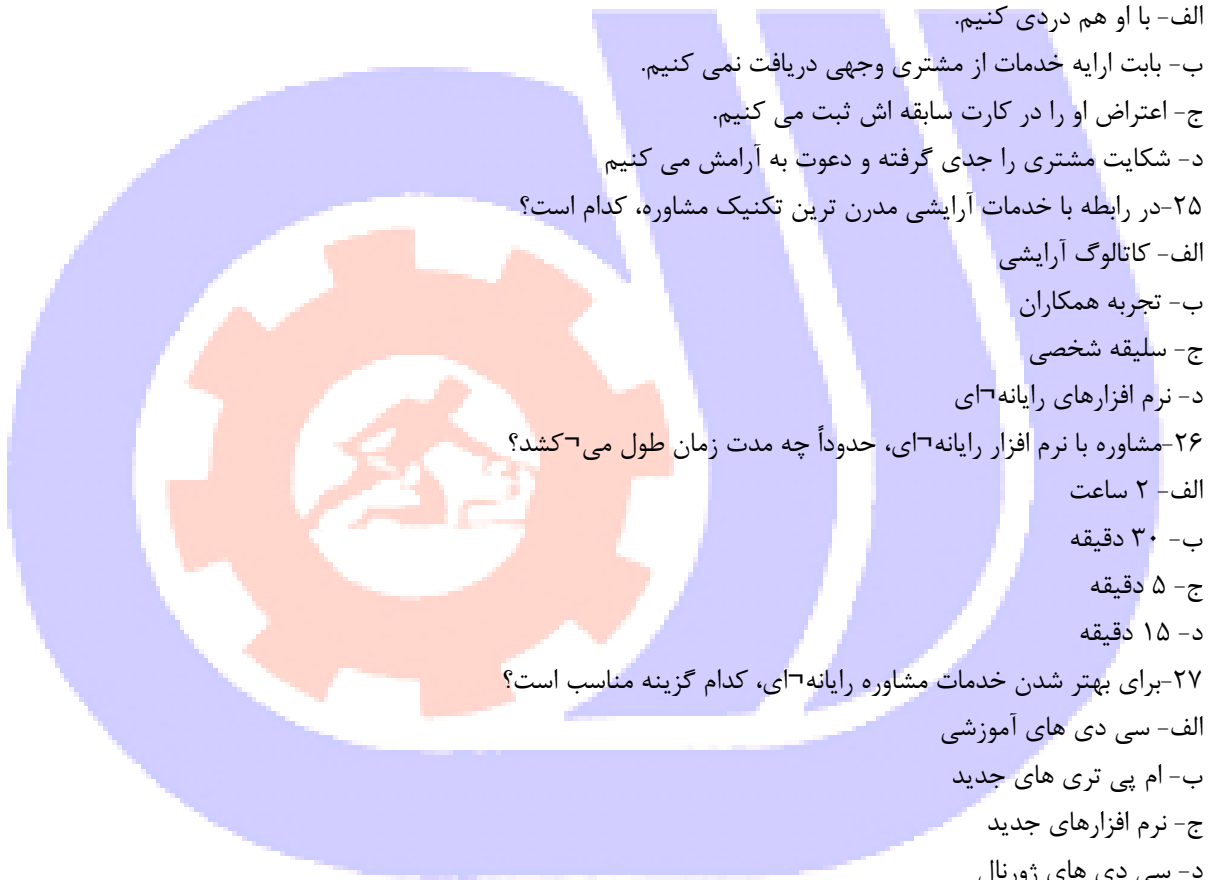 الف- با او هم دردی کنیم.
ب- بابت ارایه خدمات از مشتری وجهی دریافت نمی کنیم.
ج- اعتراض او را در کارت سابقه اش ثبت می کنیم.
د- شکایت مشتری را جدی گرفته و دعوت به آرامش می کنیم
۲۵-در رابطه با خدمات آرایشی مدرن ترین تکنیک مشاوره، کدام است؟
الف- کاتالوگ آرایشی
ب- تجربه همکاران
ج- سلیقه شخصی
د- نرم افزارهای رایانه¬ای
۲۶-مشاوره با نرم افزار رایانه¬ای، حدوداً چه مدت زمان طول می¬کشد؟
الف- ۲ ساعت
ب- ۳۰ دقیقه
ج- ۵ دقیقه
د- ۱۵ دقیقه
۲۷-برای بهتر شدن خدمات مشاوره رایانه¬ای، کدام گزینه مناسب است؟
الف- سی دی های آموزشی
ب- ام پی تری های جدید
ج- نرم افزارهای جدید
د- سی دی های ژورنال